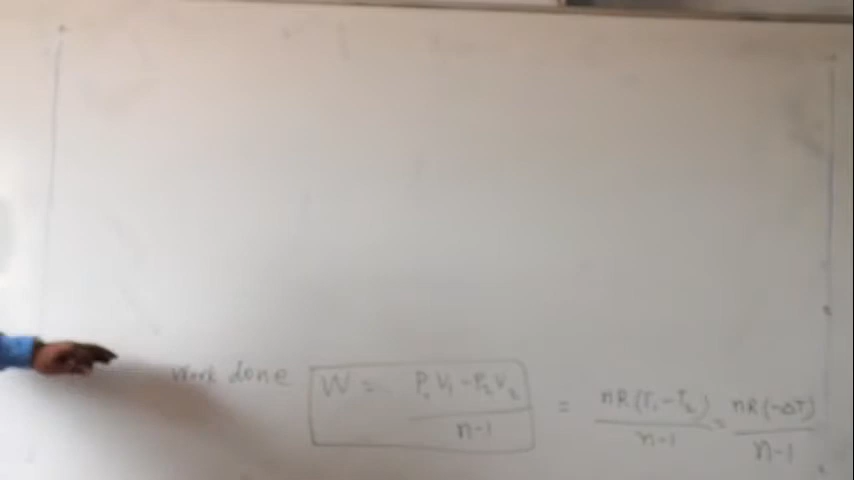 Work done W = P₁V₁-P₂V₂/n-1 = nR(T₁-T₂)/n-1 = nR(-ΔT)/n-1